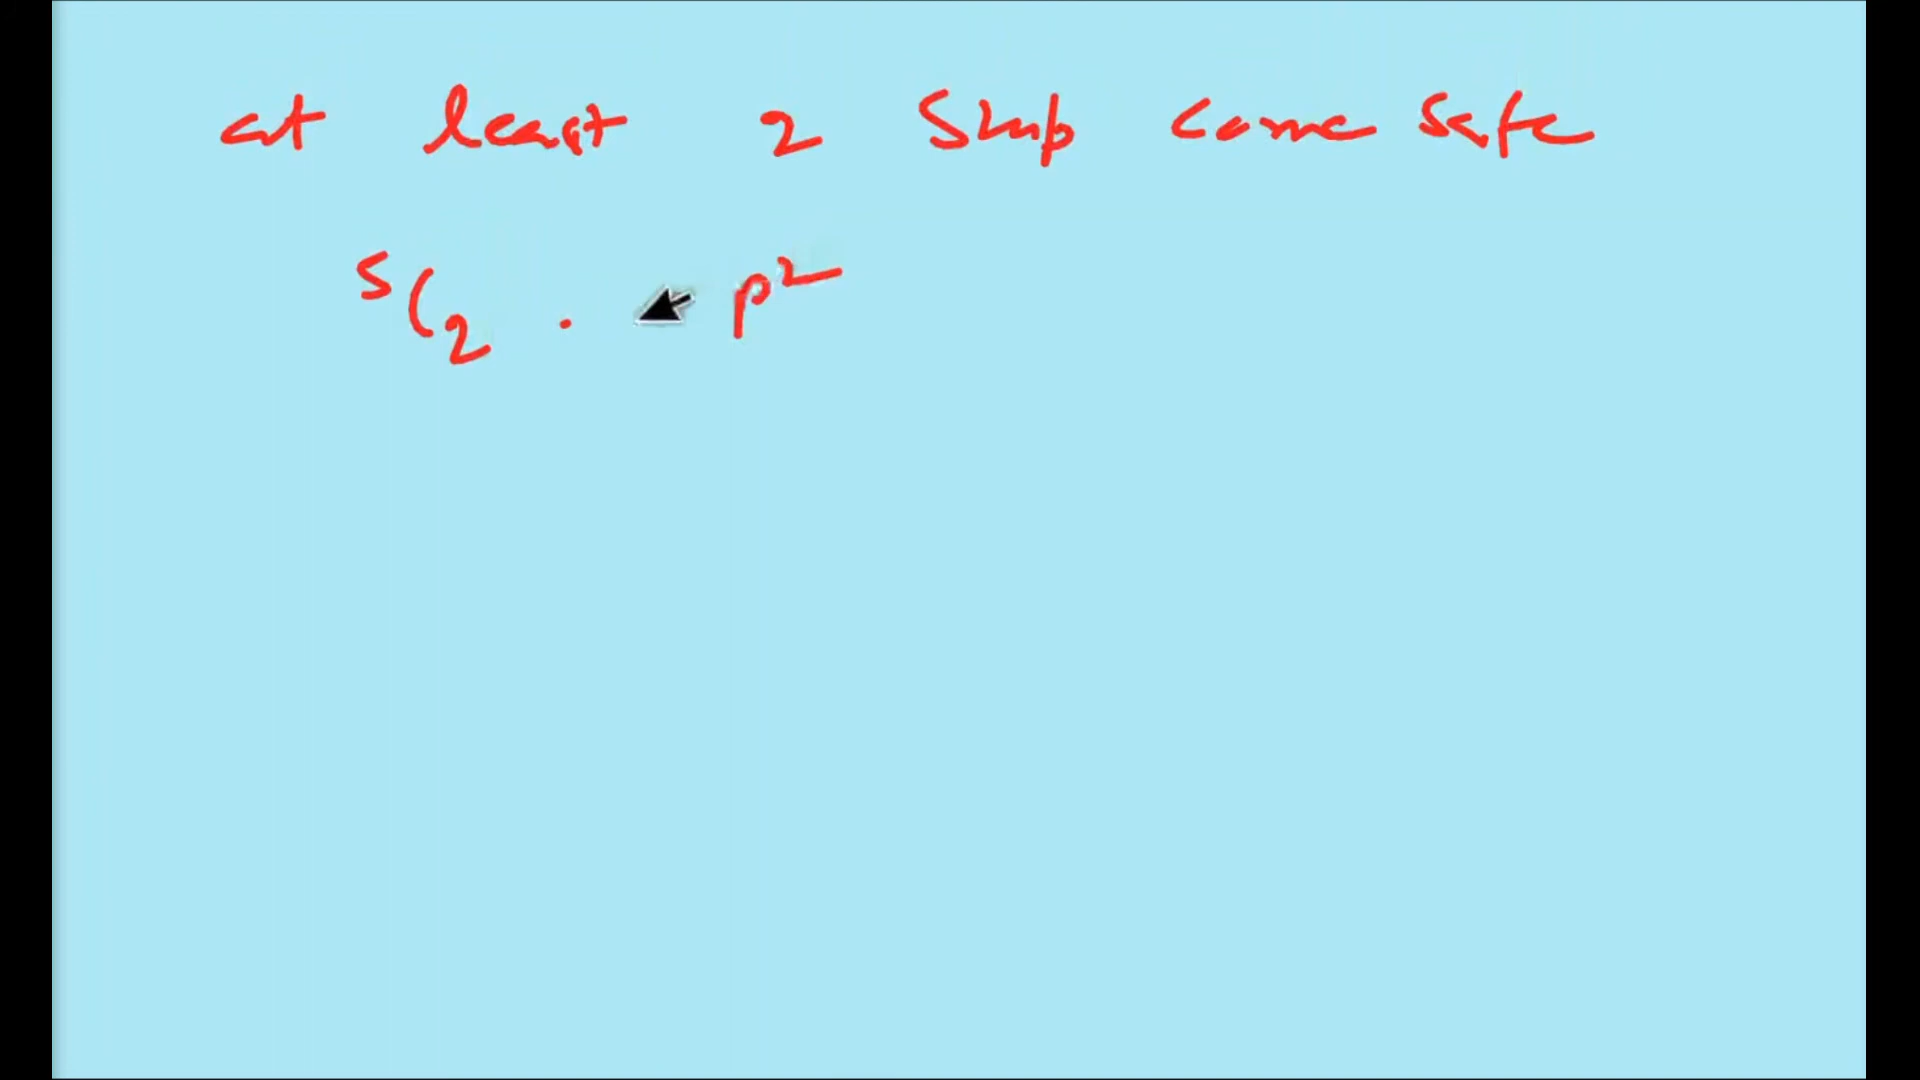 at least 2 Ship come safe
⁵C₂ . p²